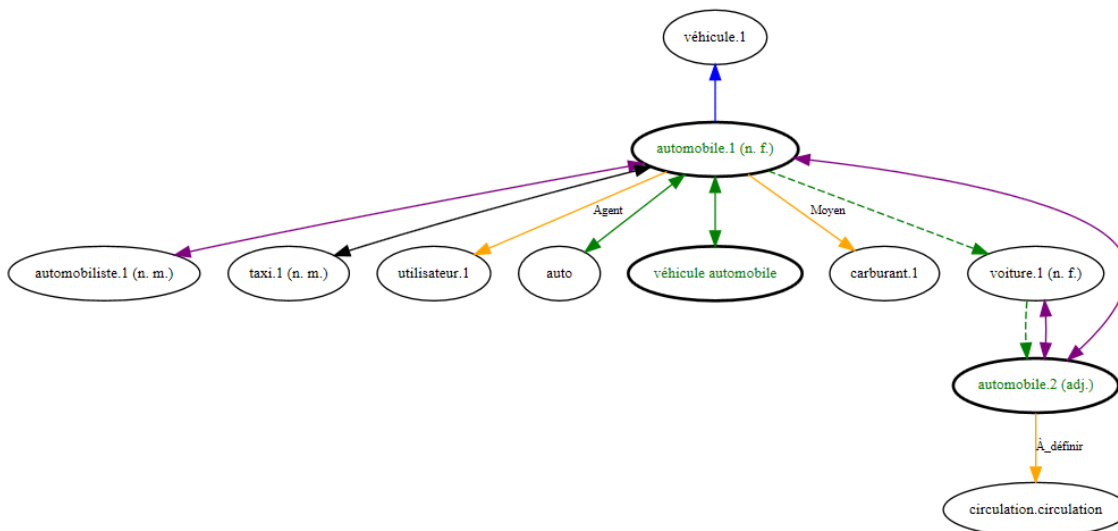 véhicule.1
automobile.1 (n. f.)
Agent
Moyen
automobiliste.1 (n. m.)
taxi.1 (n. m.)
utilisateur.1
auto
véhicule automobile
carburant.1
voiture.1 (n. f.)
automobile.2 (adj.)
À_définir
circulation.circulation